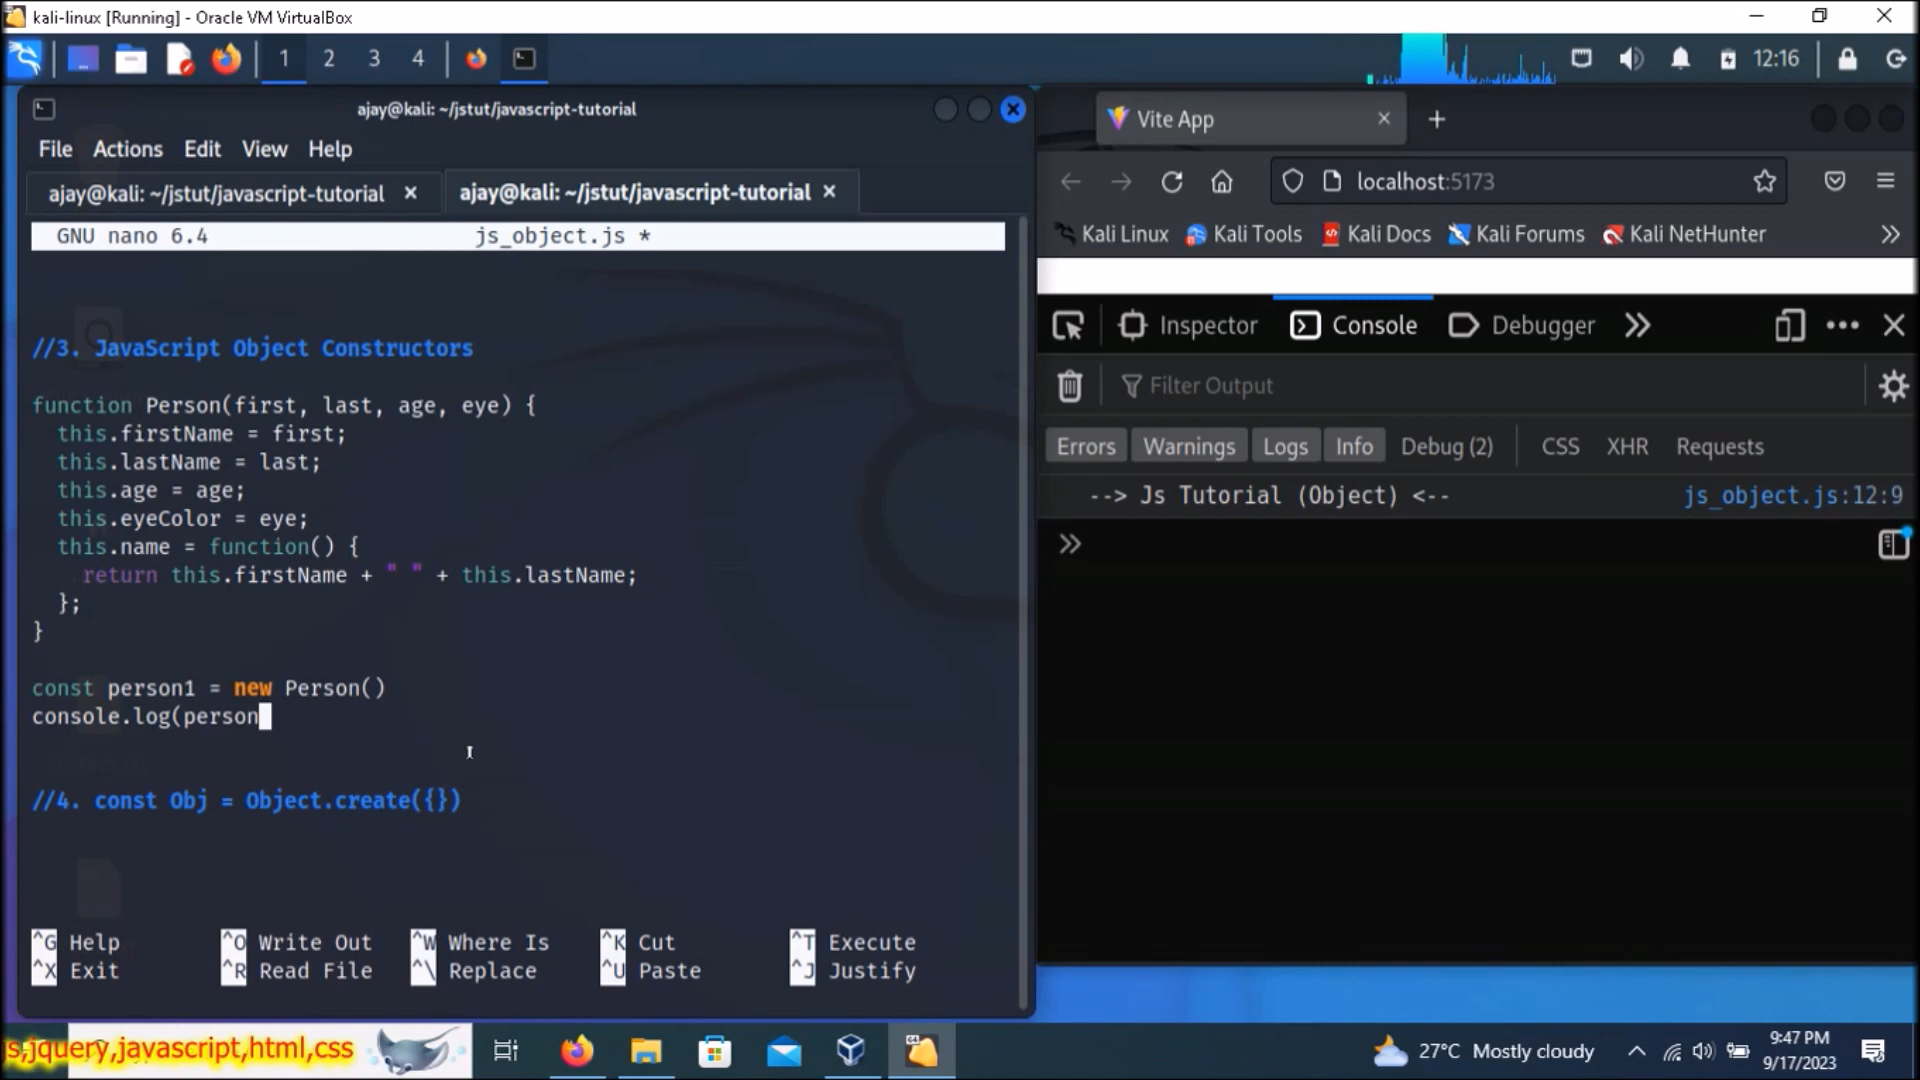 kali-linux [Running] - Oracle VM VirtualBox
1 2 3 4
12:16
ajay@kali: ~/jstut/javascript-tutorial
File Actions Edit View Help
ajay@kali: ~/jstut/javascript-tutorial × ajay@kali: ~/jstut/javascript-tutorial ×
GNU nano 6.4 js_object.js *
//3. JavaScript Object Constructors
function Person(first, last, age, eye) {
this.firstName = first;
this.lastName = last;
this.age = age;
this.eyeColor = eye;
this.name = function() {
return this.firstName + " " + this.lastName;
};
}
const person1 = new Person()
console.log(person
//4. const Obj = Object.create({})
^G Help ^O Write Out ^W Where Is ^K Cut ^T Execute
^X Exit ^R Read File ^\ Replace ^U Paste ^J Justify
Vite App
localhost:5173
Kali Linux Kali Tools Kali Docs Kali Forums Kali NetHunter
Inspector Console Debugger
Filter Output
Errors Warnings Logs Info Debug (2) CSS XHR Requests
--> Js Tutorial (Object) <-- js_object.js:12:9
s,jquery,javascript,html,css
27°C Mostly cloudy
9:47 PM
9/17/2023